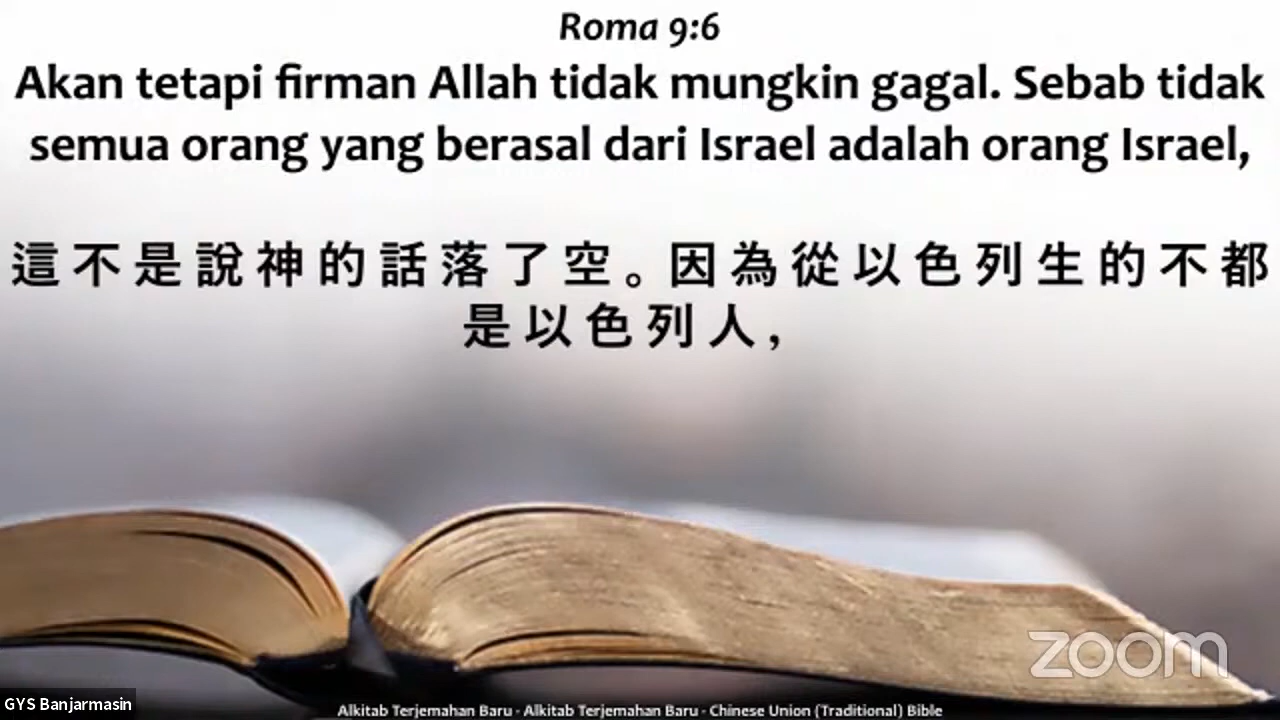 Roma 9:6
Akan tetapi firman Allah tidak mungkin gagal. Sebab tidak
semua orang yang berasal dari Israel adalah orang Israel,
這不是說神的話落了空。因為從以色列生的不都
是以色列人,
zoom
GYS Banjarmasin
Alkitab Terjemahan Baru - Alkitab Terjemahan Baru - Chinese Union (Traditional) Bible